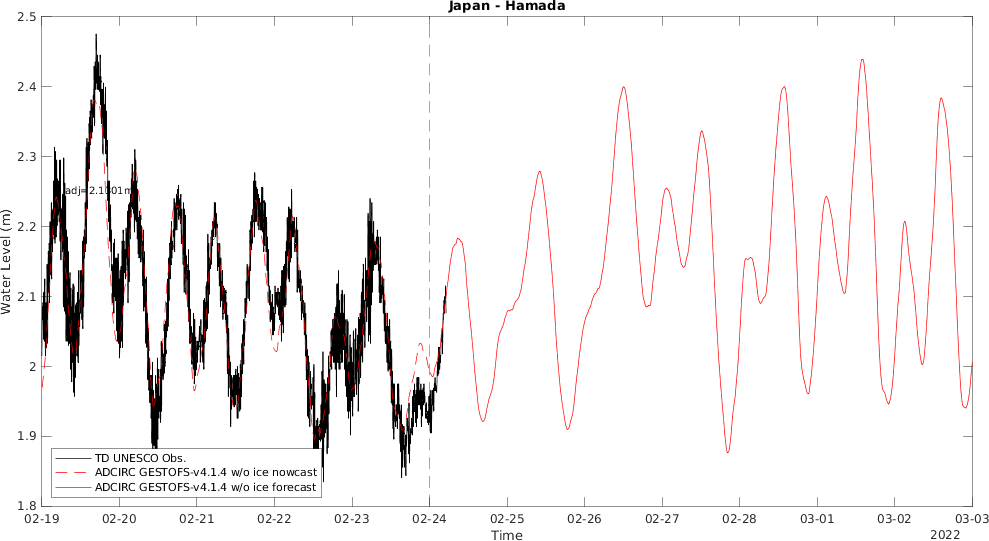 Japan - Hamada
2.5
2.4
2.3
2.2
2.1
2
1.9
1.8
Water Level (m)
TD UNESCO Obs.
ADCIRC GESTOFS-v4.1.4 w/o ice nowcast
ADCIRC GESTOFS-v4.1.4 w/o ice forecast
02-19 02-20 02-21 02-22 02-23 02-24 02-25 02-26 02-27 02-28 03-01 03-02 03-03
Time
2022